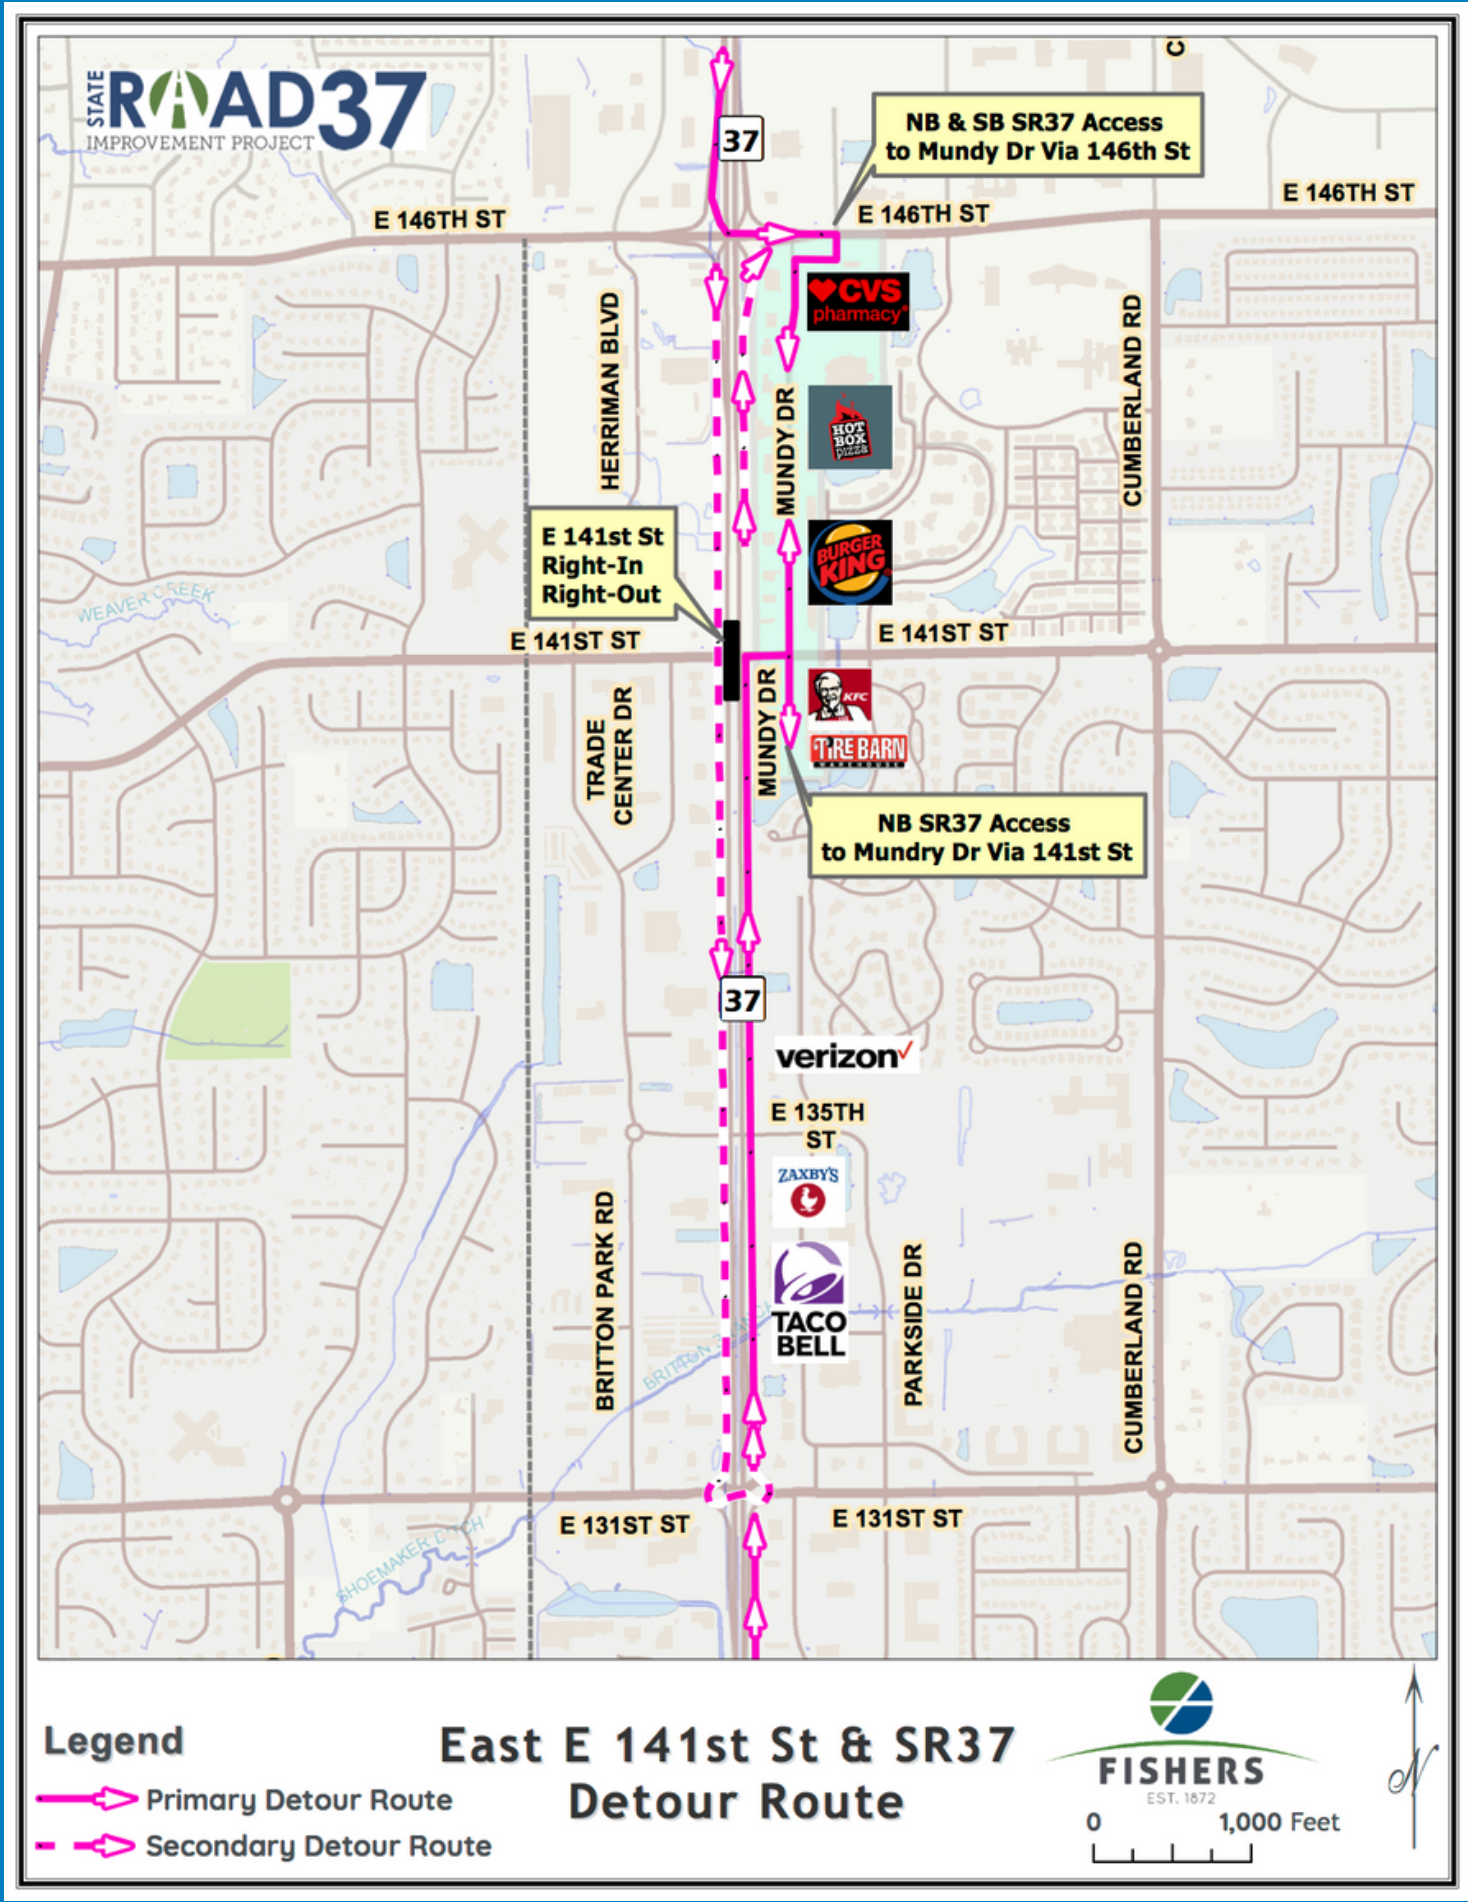 STATE
ROAD 37
IMPROVEMENT PROJECT
37
NB & SB SR37 Access
to Mundy Dr Via 146th St
E 146TH ST
E 146TH ST
E 146TH ST
CVS
pharmacy
HERRIMAN BLVD
MUNDY DR
CUMBERLAND RD
HOT
BOX
pizza
E 141st St
Right-In
Right-Out
BURGER
KING
WEAVER CREEK
E 141ST ST
E 141ST ST
TRADE
CENTER DR
MUNDY DR
KFC
TIRE BARN
WAREHOUSE
NB SR37 Access
to Mundry Dr Via 141st St
37
verizon
E 135TH
ST
ZAXBY'S
TACO
BELL
BRITTON PARK RD
BRITTON BRANCH
PARKSIDE DR
CUMBERLAND RD
E 131ST ST
E 131ST ST
SHOEMAKER DITCH
Legend
Primary Detour Route
Secondary Detour Route
East E 141st St & SR37
Detour Route
FISHERS
EST. 1872
0 1,000 Feet
N